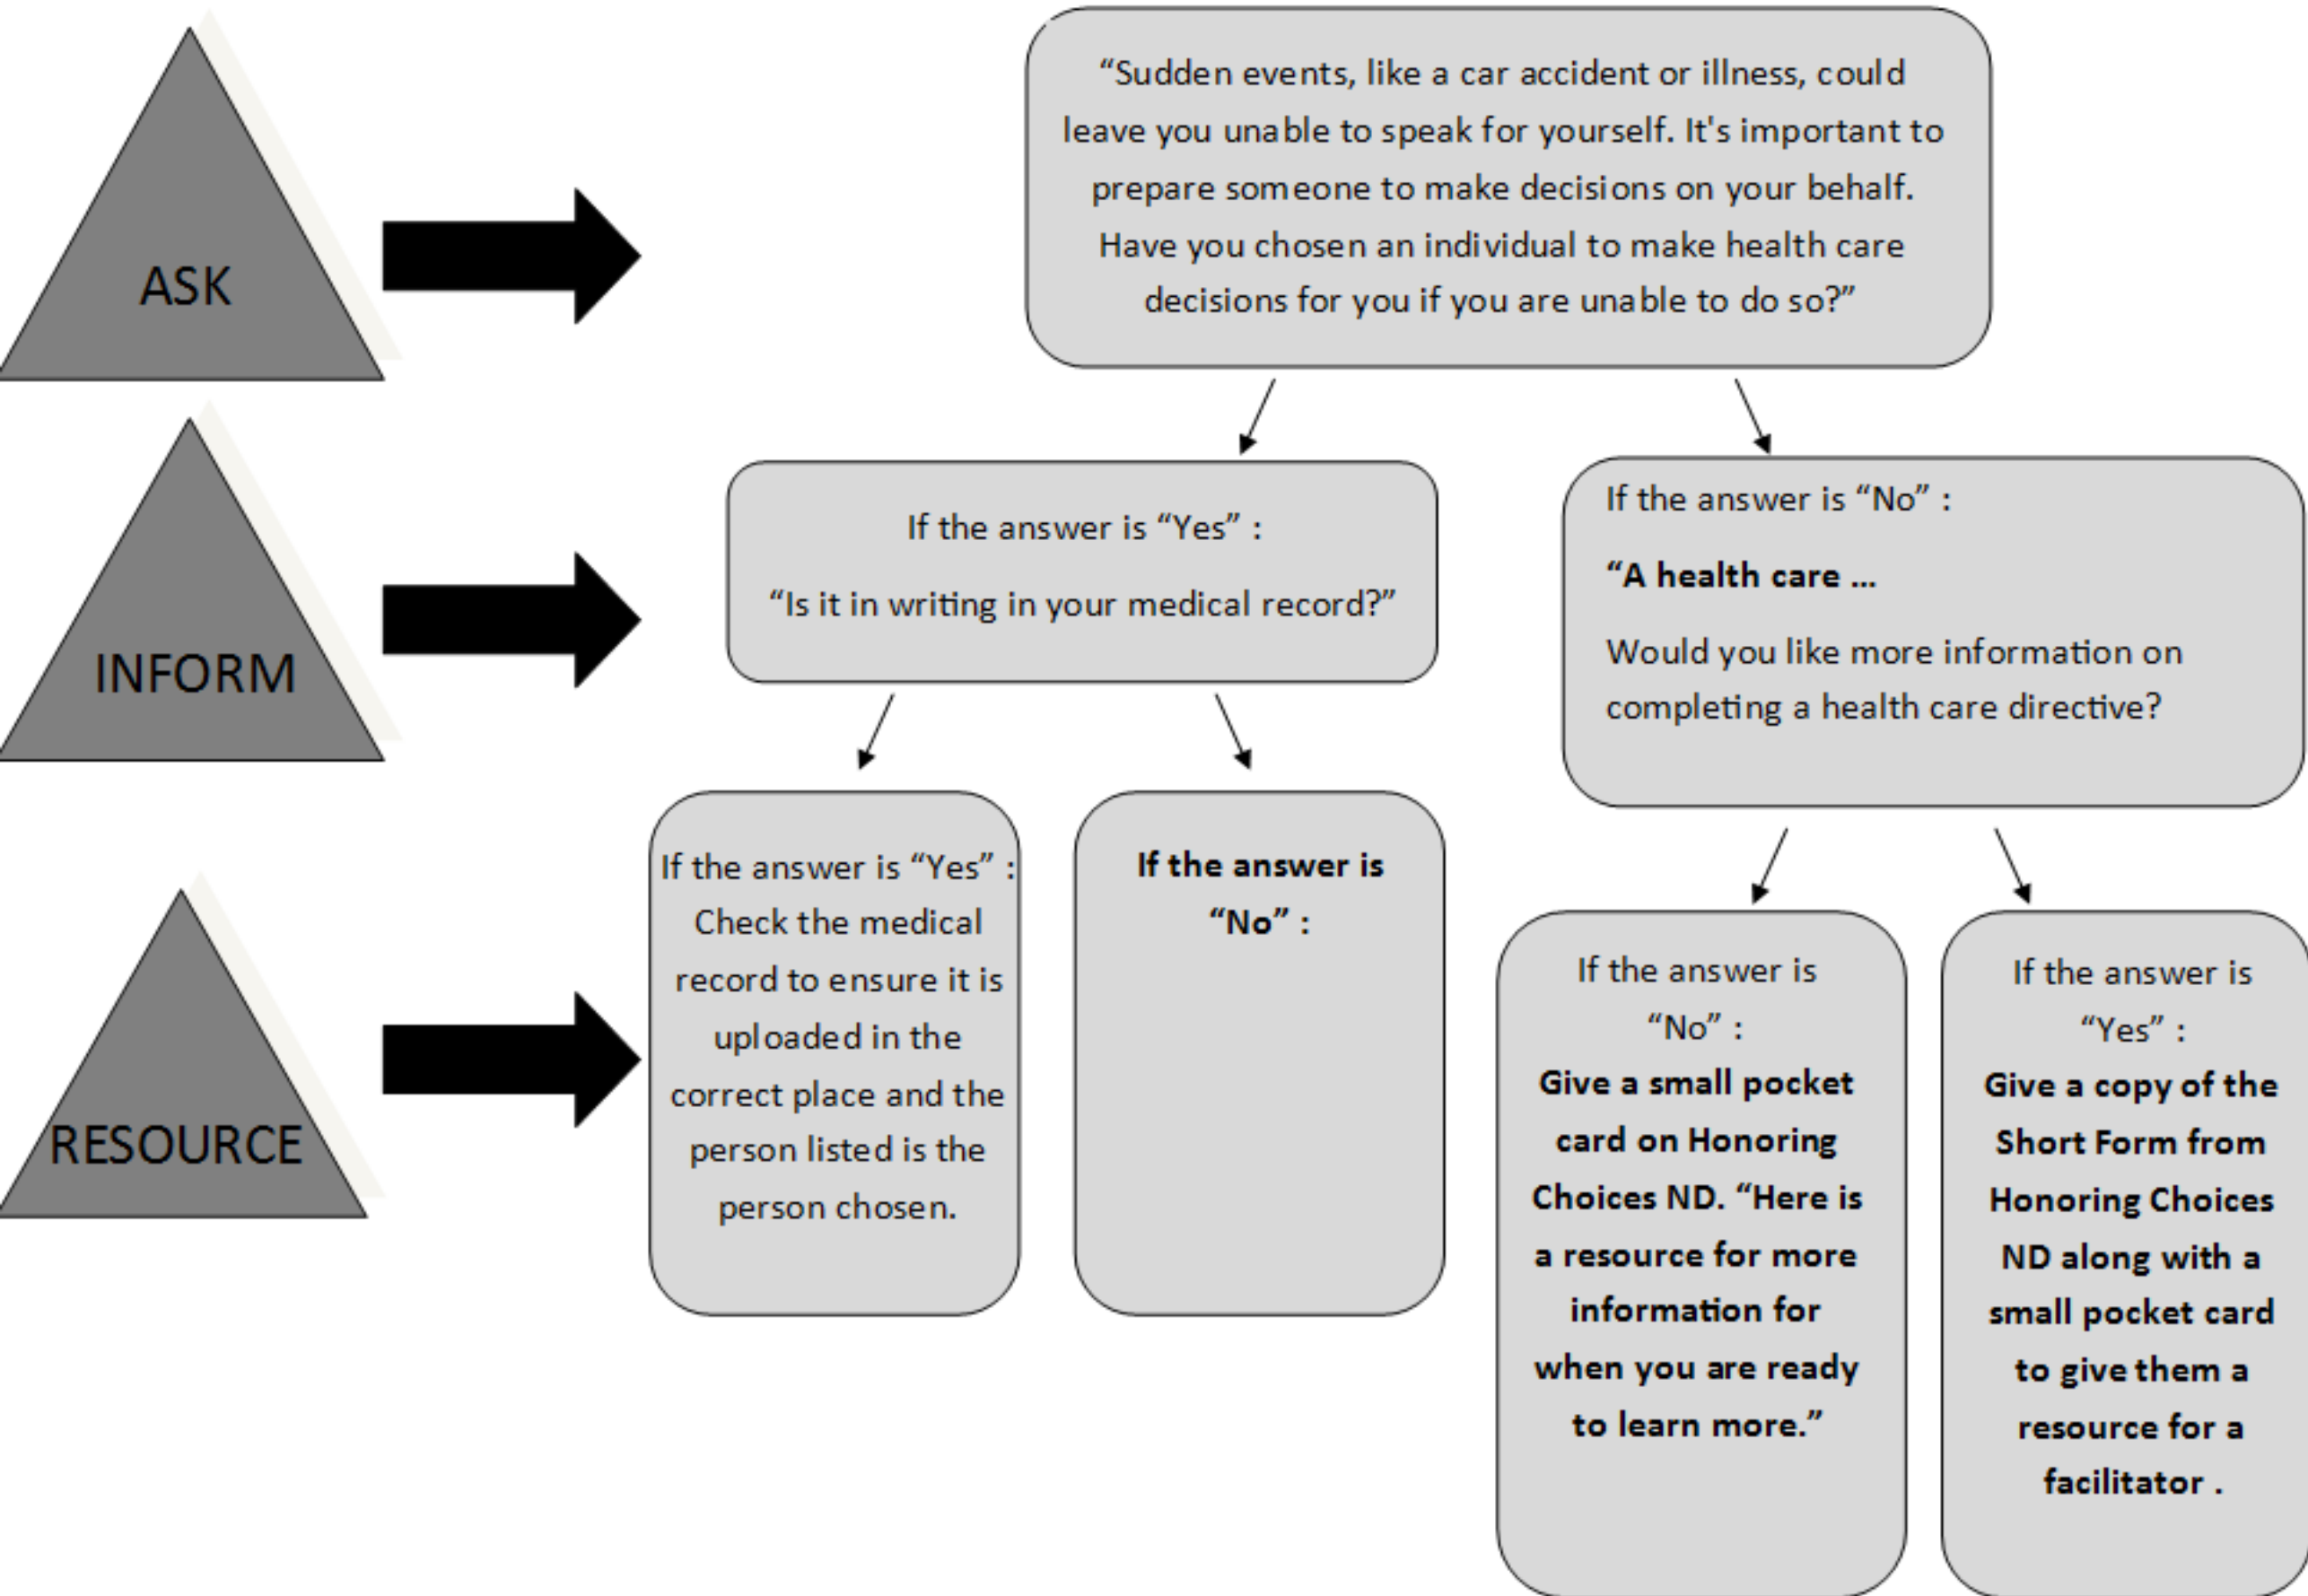 ASK
“Sudden events, like a car accident or illness, could
leave you unable to speak for yourself. It's important to
prepare someone to make decisions on your behalf.
Have you chosen an individual to make health care
decisions for you if you are unable to do so?”
INFORM
If the answer is “Yes” :
“Is it in writing in your medical record?”
If the answer is “No” :
“A health care ...
Would you like more information on
completing a health care directive?
RESOURCE
If the answer is “Yes” :
Check the medical
record to ensure it is
uploaded in the
correct place and the
person listed is the
person chosen.
If the answer is
“No” :
If the answer is
“No” :
Give a small pocket
card on Honoring
Choices ND. “Here is
a resource for more
information for
when you are ready
to learn more.”
If the answer is
“Yes” :
Give a copy of the
Short Form from
Honoring Choices
ND along with a
small pocket card
to give them a
resource for a
facilitator .